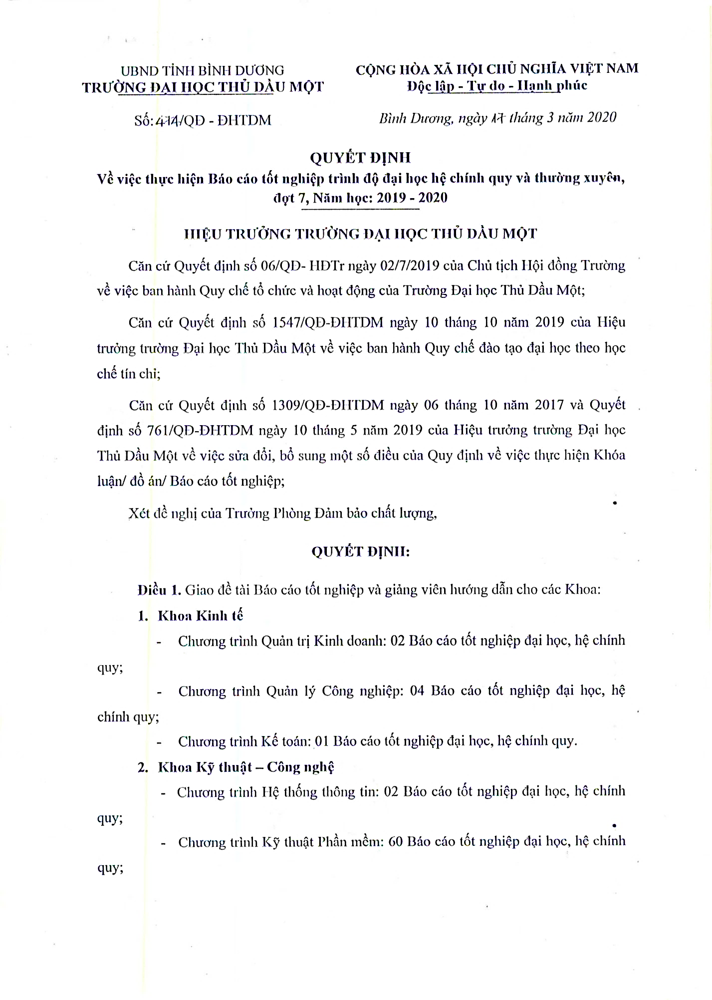 UBND TỈNH BÌNH DƯƠNG
TRƯỜNG ĐẠI HỌC THỦ DẦU MỘT
CỘNG HÒA XÃ HỘI CHỦ NGHĨA VIỆT NAM
Độc lập - Tự do - Hạnh phúc
Số: /QĐ - ĐHTDM
Bình Dương, ngày 17 tháng 3 năm 2020
QUYẾT ĐỊNH
Về việc thực hiện Báo cáo tốt nghiệp trình độ đại học hệ chính quy và thường xuyên,
đợt 7, Năm học: 2019 - 2020
HIỆU TRƯỞNG TRƯỜNG ĐẠI HỌC THỦ DẦU MỘT
Căn cứ Quyết định số 06/QĐ- HĐTr ngày 02/7/2019 của Chủ tịch Hội đồng Trường
về việc ban hành Quy chế tổ chức và hoạt động của Trường Đại học Thủ Dầu Một;
Căn cứ Quyết định số 1547/QĐ-ĐHTDM ngày 10 tháng 10 năm 2019 của Hiệu
trưởng trường Đại học Thủ Dầu Một về việc ban hành Quy chế đào tạo đại học theo học
chế tín chỉ;
Căn cứ Quyết định số 1309/QĐ-ĐHTDM ngày 06 tháng 10 năm 2017 và Quyết
định số 761/QĐ-ĐHTDM ngày 10 tháng 5 năm 2019 của Hiệu trưởng trường Đại học
Thủ Dầu Một về việc sửa đổi, bổ sung một số điều của Quy định về việc thực hiện Khóa
luận/ đồ án/ Báo cáo tốt nghiệp;
Xét đề nghị của Trưởng Phòng Đảm bảo chất lượng,
QUYẾT ĐỊNH:
Điều 1. Giao đề tài Báo cáo tốt nghiệp và giảng viên hướng dẫn cho các Khoa:
1. Khoa Kinh tế
- Chương trình Quản trị Kinh doanh: 02 Báo cáo tốt nghiệp đại học, hệ chính
quy;
- Chương trình Quản lý Công nghiệp: 04 Báo cáo tốt nghiệp đại học, hệ
chính quy;
- Chương trình Kế toán: 01 Báo cáo tốt nghiệp đại học, hệ chính quy.
2. Khoa Kỹ thuật – Công nghệ
- Chương trình Hệ thống thông tin: 02 Báo cáo tốt nghiệp đại học, hệ chính
quy;
- Chương trình Kỹ thuật Phần mềm: 60 Báo cáo tốt nghiệp đại học, hệ chính
quy;